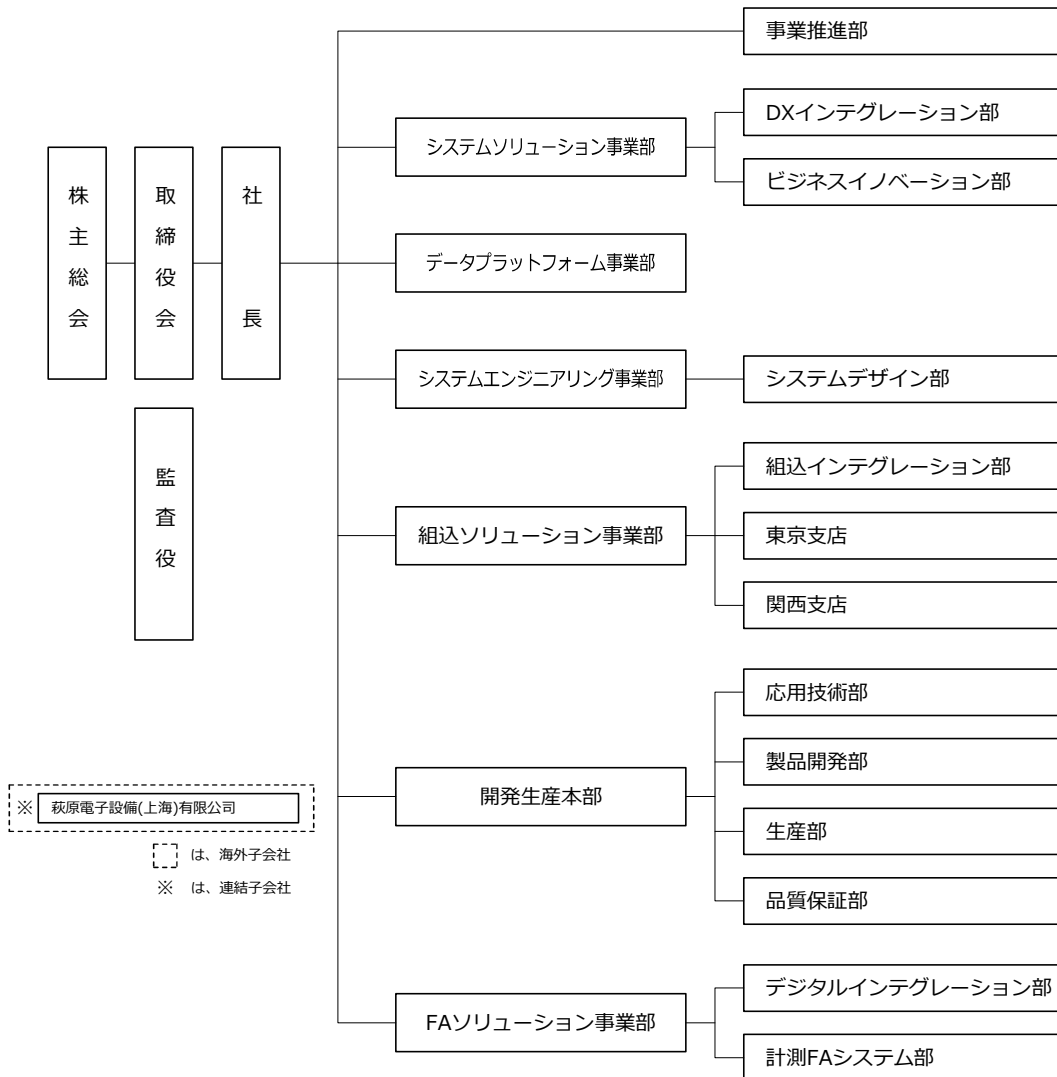 株主総会
取締役会
社長
監査役
事業推進部
システムソリューション事業部
DXインテグレーション部
ビジネスイノベーション部
データプラットフォーム事業部
システムエンジニアリング事業部
システムデザイン部
組込ソリューション事業部
組込インテグレーション部
東京支店
関西支店
開発生産本部
応用技術部
製品開発部
生産部
品質保証部
FAソリューション事業部
デジタルインテグレーション部
計測FAシステム部
※ 萩原電子設備(上海)有限公司
は、海外子会社
※ は、連結子会社